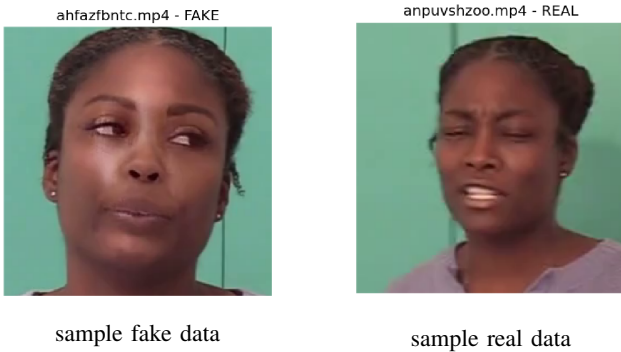 ahfazfbntc.mp4 - FAKE
anpuvshzoo.mp4 - REAL
sample fake data
sample real data